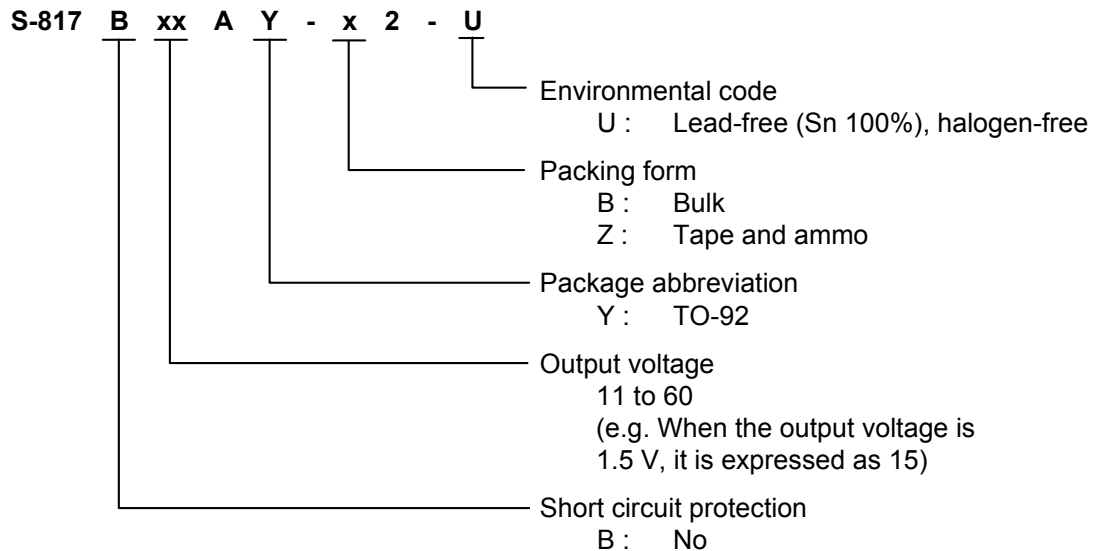 S-817 B xx A Y - x 2 - U
Environmental code
U : Lead-free (Sn 100%), halogen-free
Packing form
B : Bulk
Z : Tape and ammo
Package abbreviation
Y : TO-92
Output voltage
11 to 60
(e.g. When the output voltage is
1.5 V, it is expressed as 15)
Short circuit protection
B : No